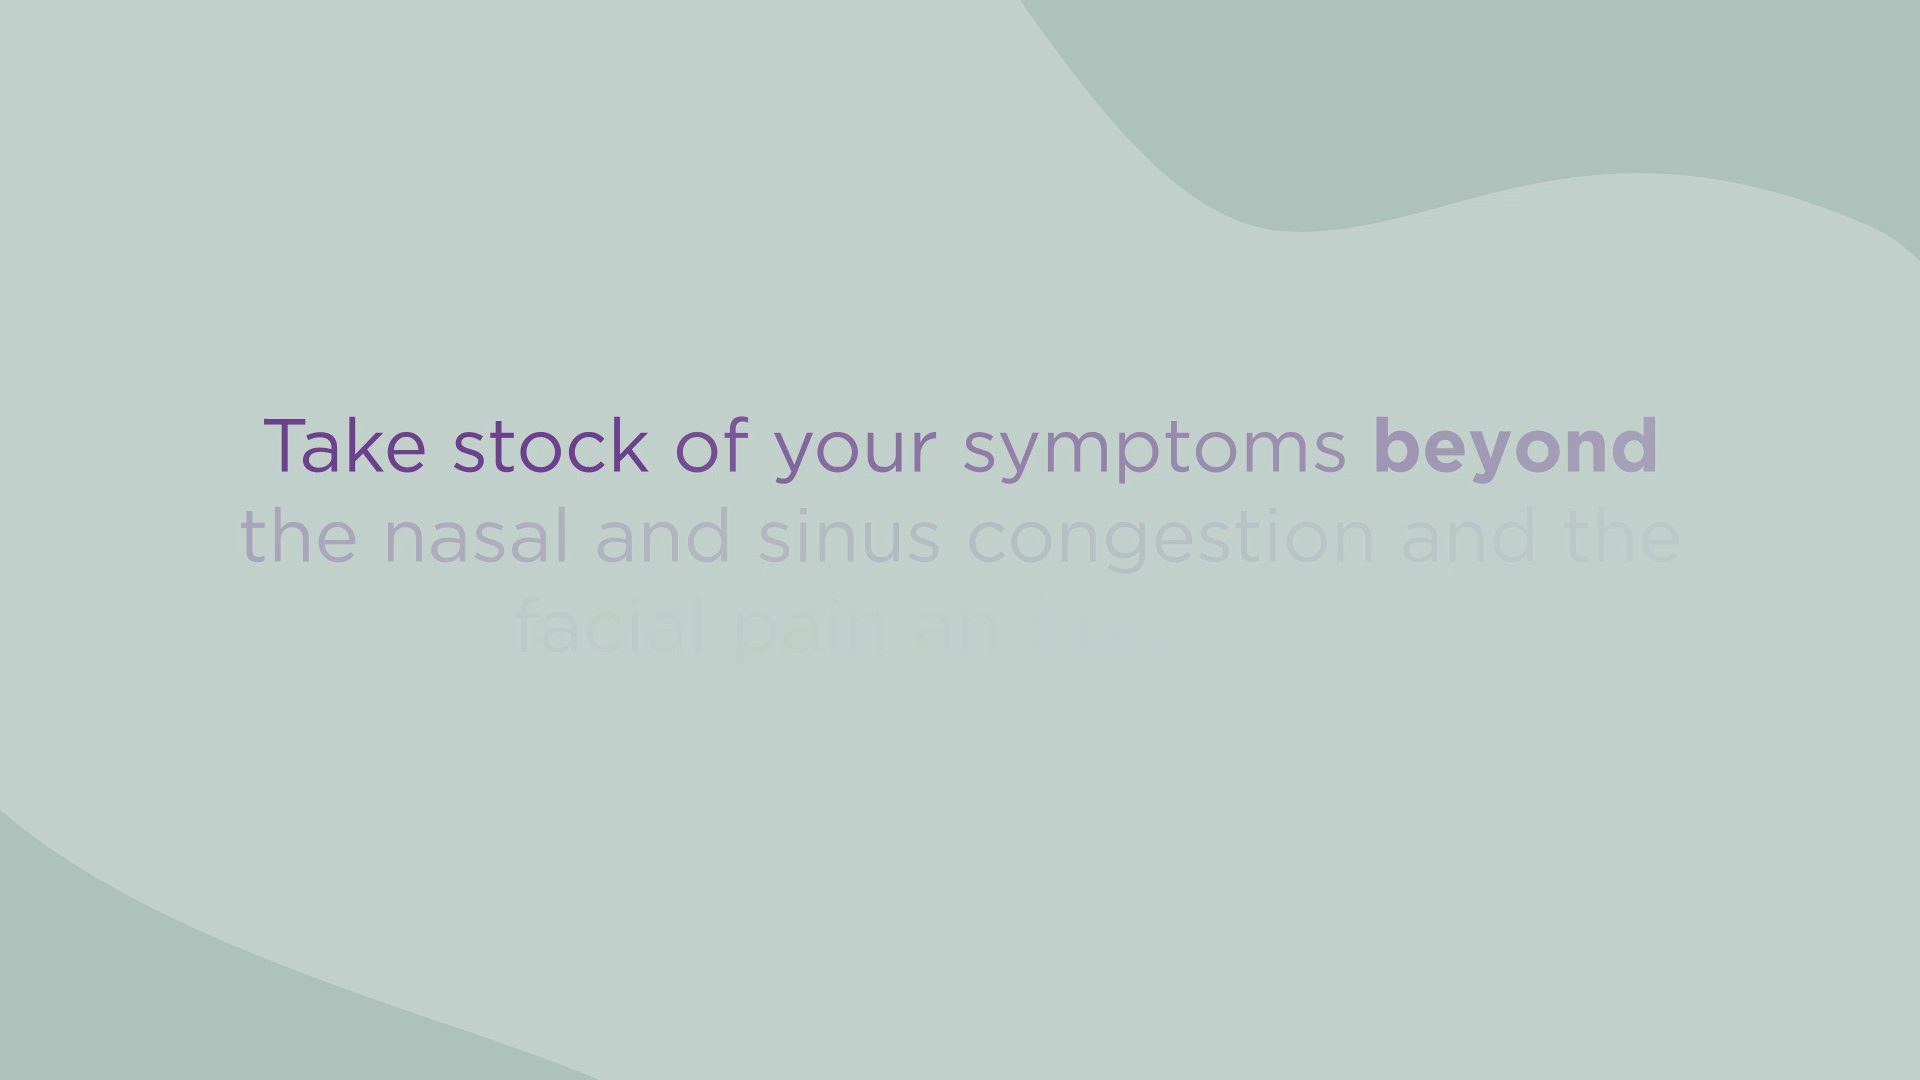 Take stock of your symptoms beyond
the nasal and sinus congestion and the
facial pain and p